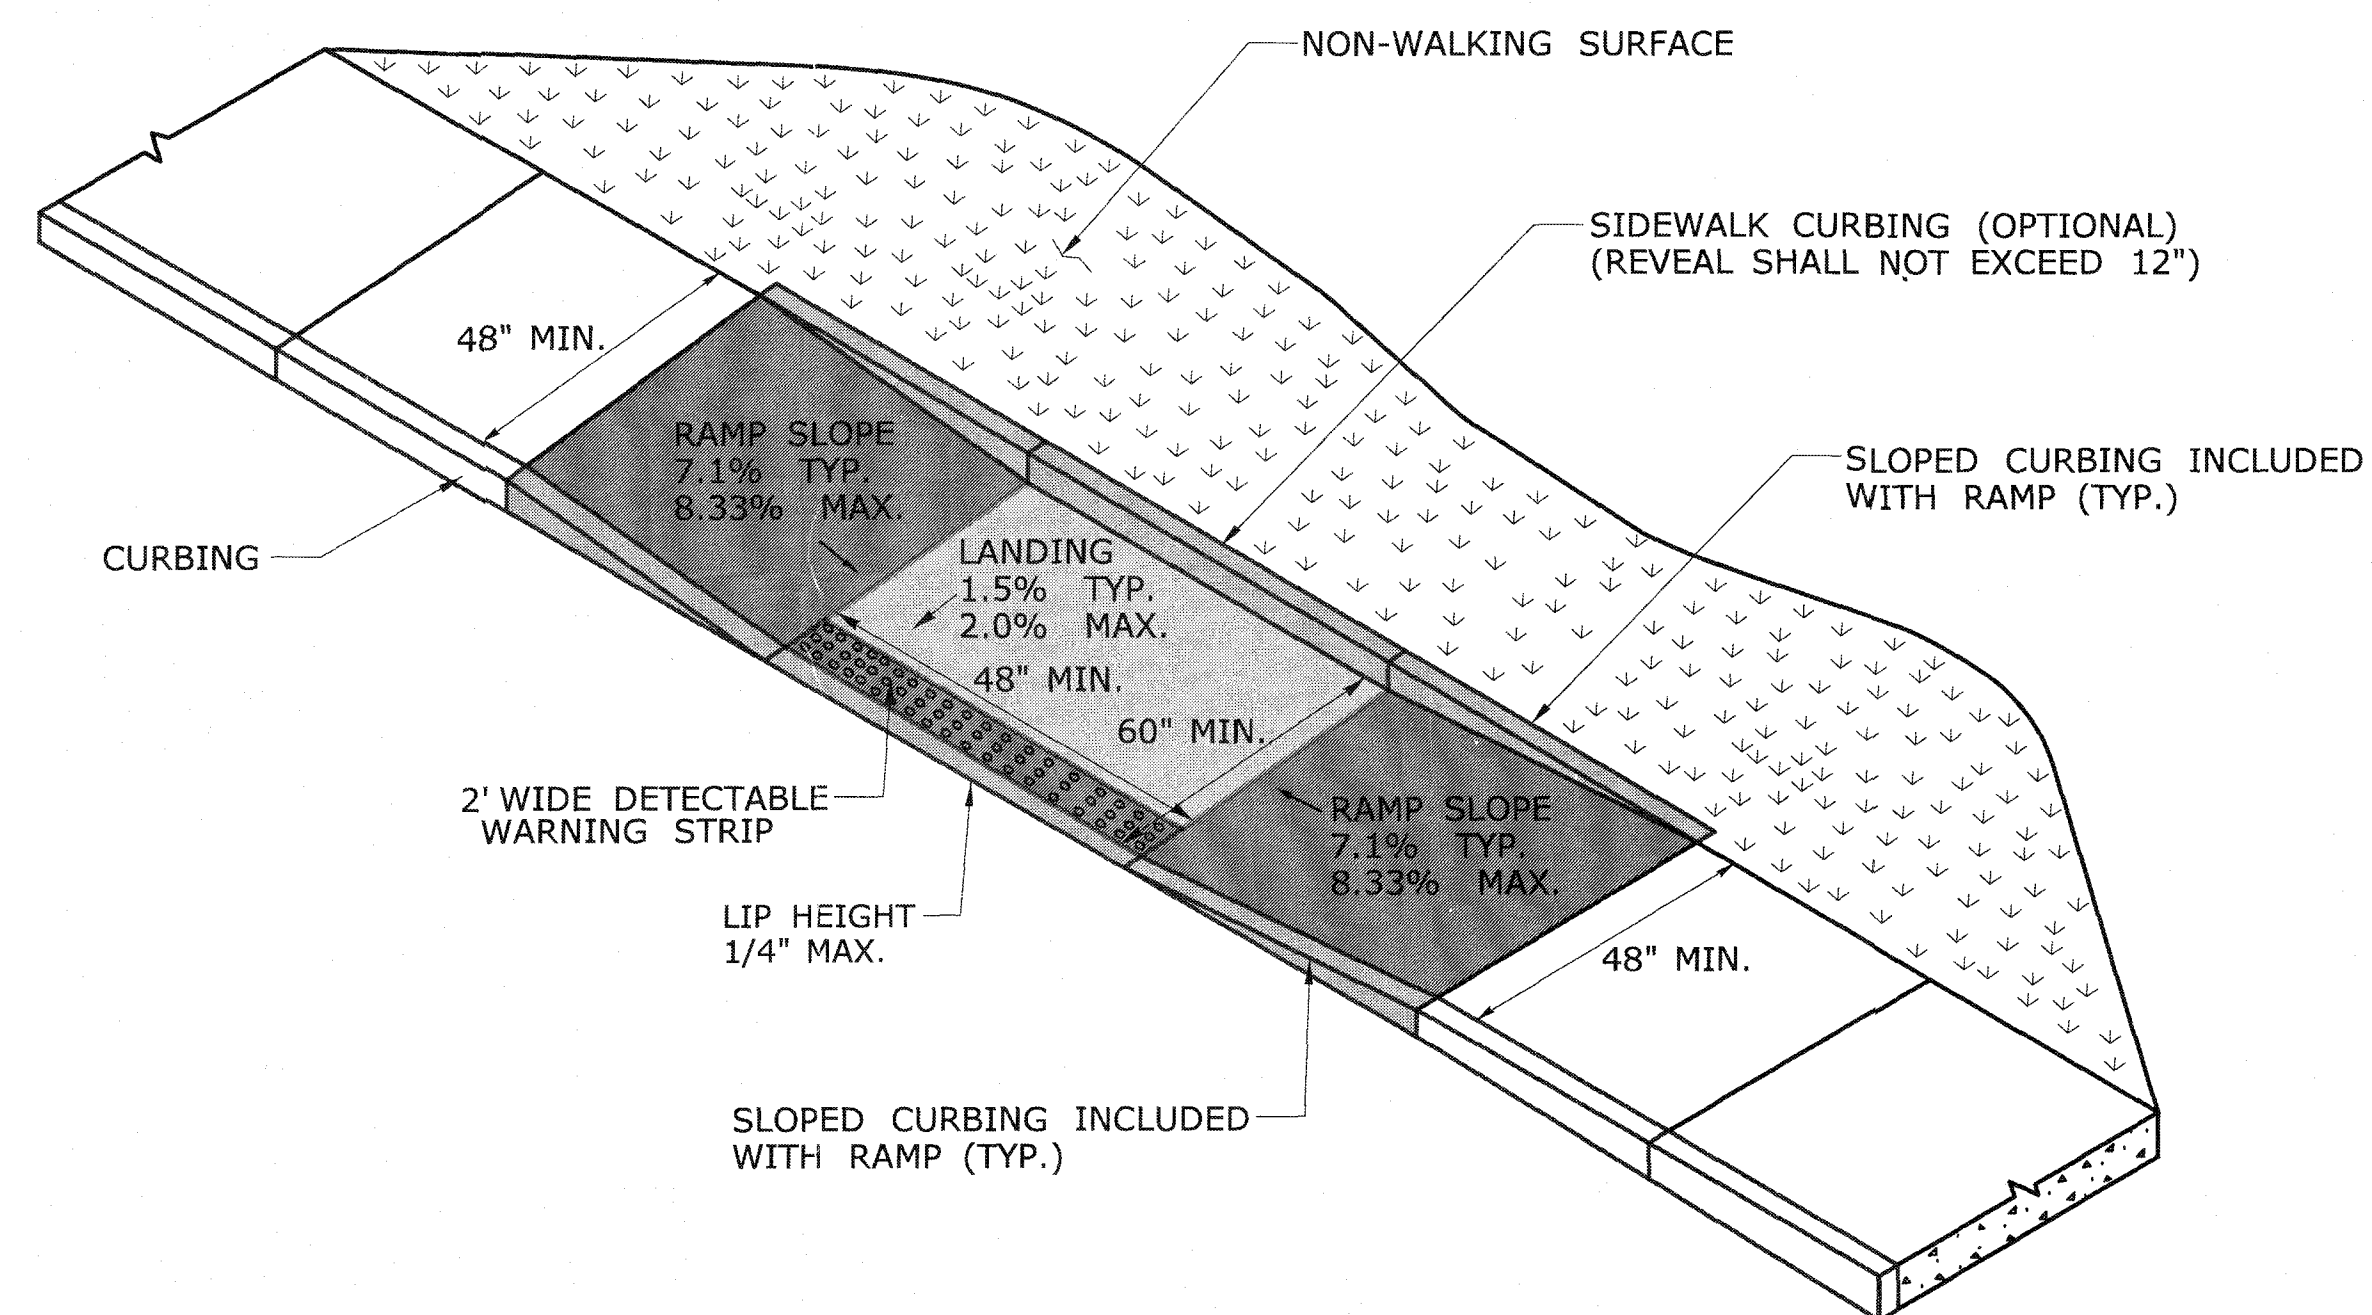 NON-WALKING SURFACE
SIDEWALK CURBING (OPTIONAL)
(REVEAL SHALL NOT EXCEED 12")
48" MIN.
RAMP SLOPE
7.1% TYP.
8.33% MAX.
SLOPED CURBING INCLUDED
WITH RAMP (TYP.)
CURBING
LANDING
1.5% TYP.
2.0% MAX.
48" MIN.
60" MIN.
2' WIDE DETECTABLE
WARNING STRIP
RAMP SLOPE
7.1% TYP.
8.33% MAX.
LIP HEIGHT
1/4" MAX.
48" MIN.
SLOPED CURBING INCLUDED
WITH RAMP (TYP.)